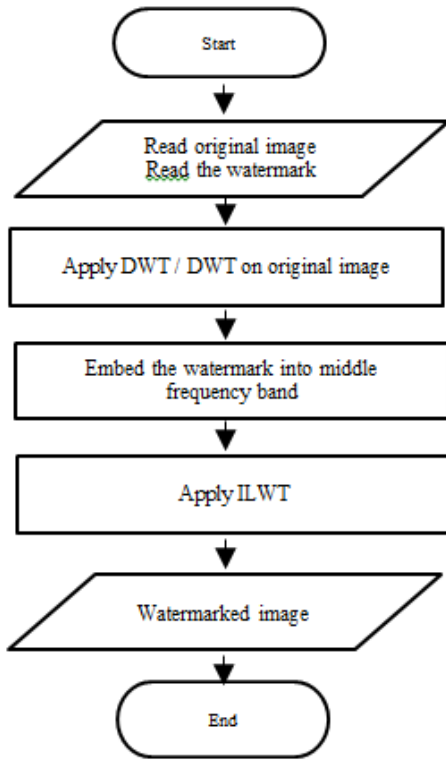 Start
Read original image
Read the watermark
Apply DWT / DWT on original image
Embed the watermark into middle
frequency band
Apply ILWT
Watermarked image
End